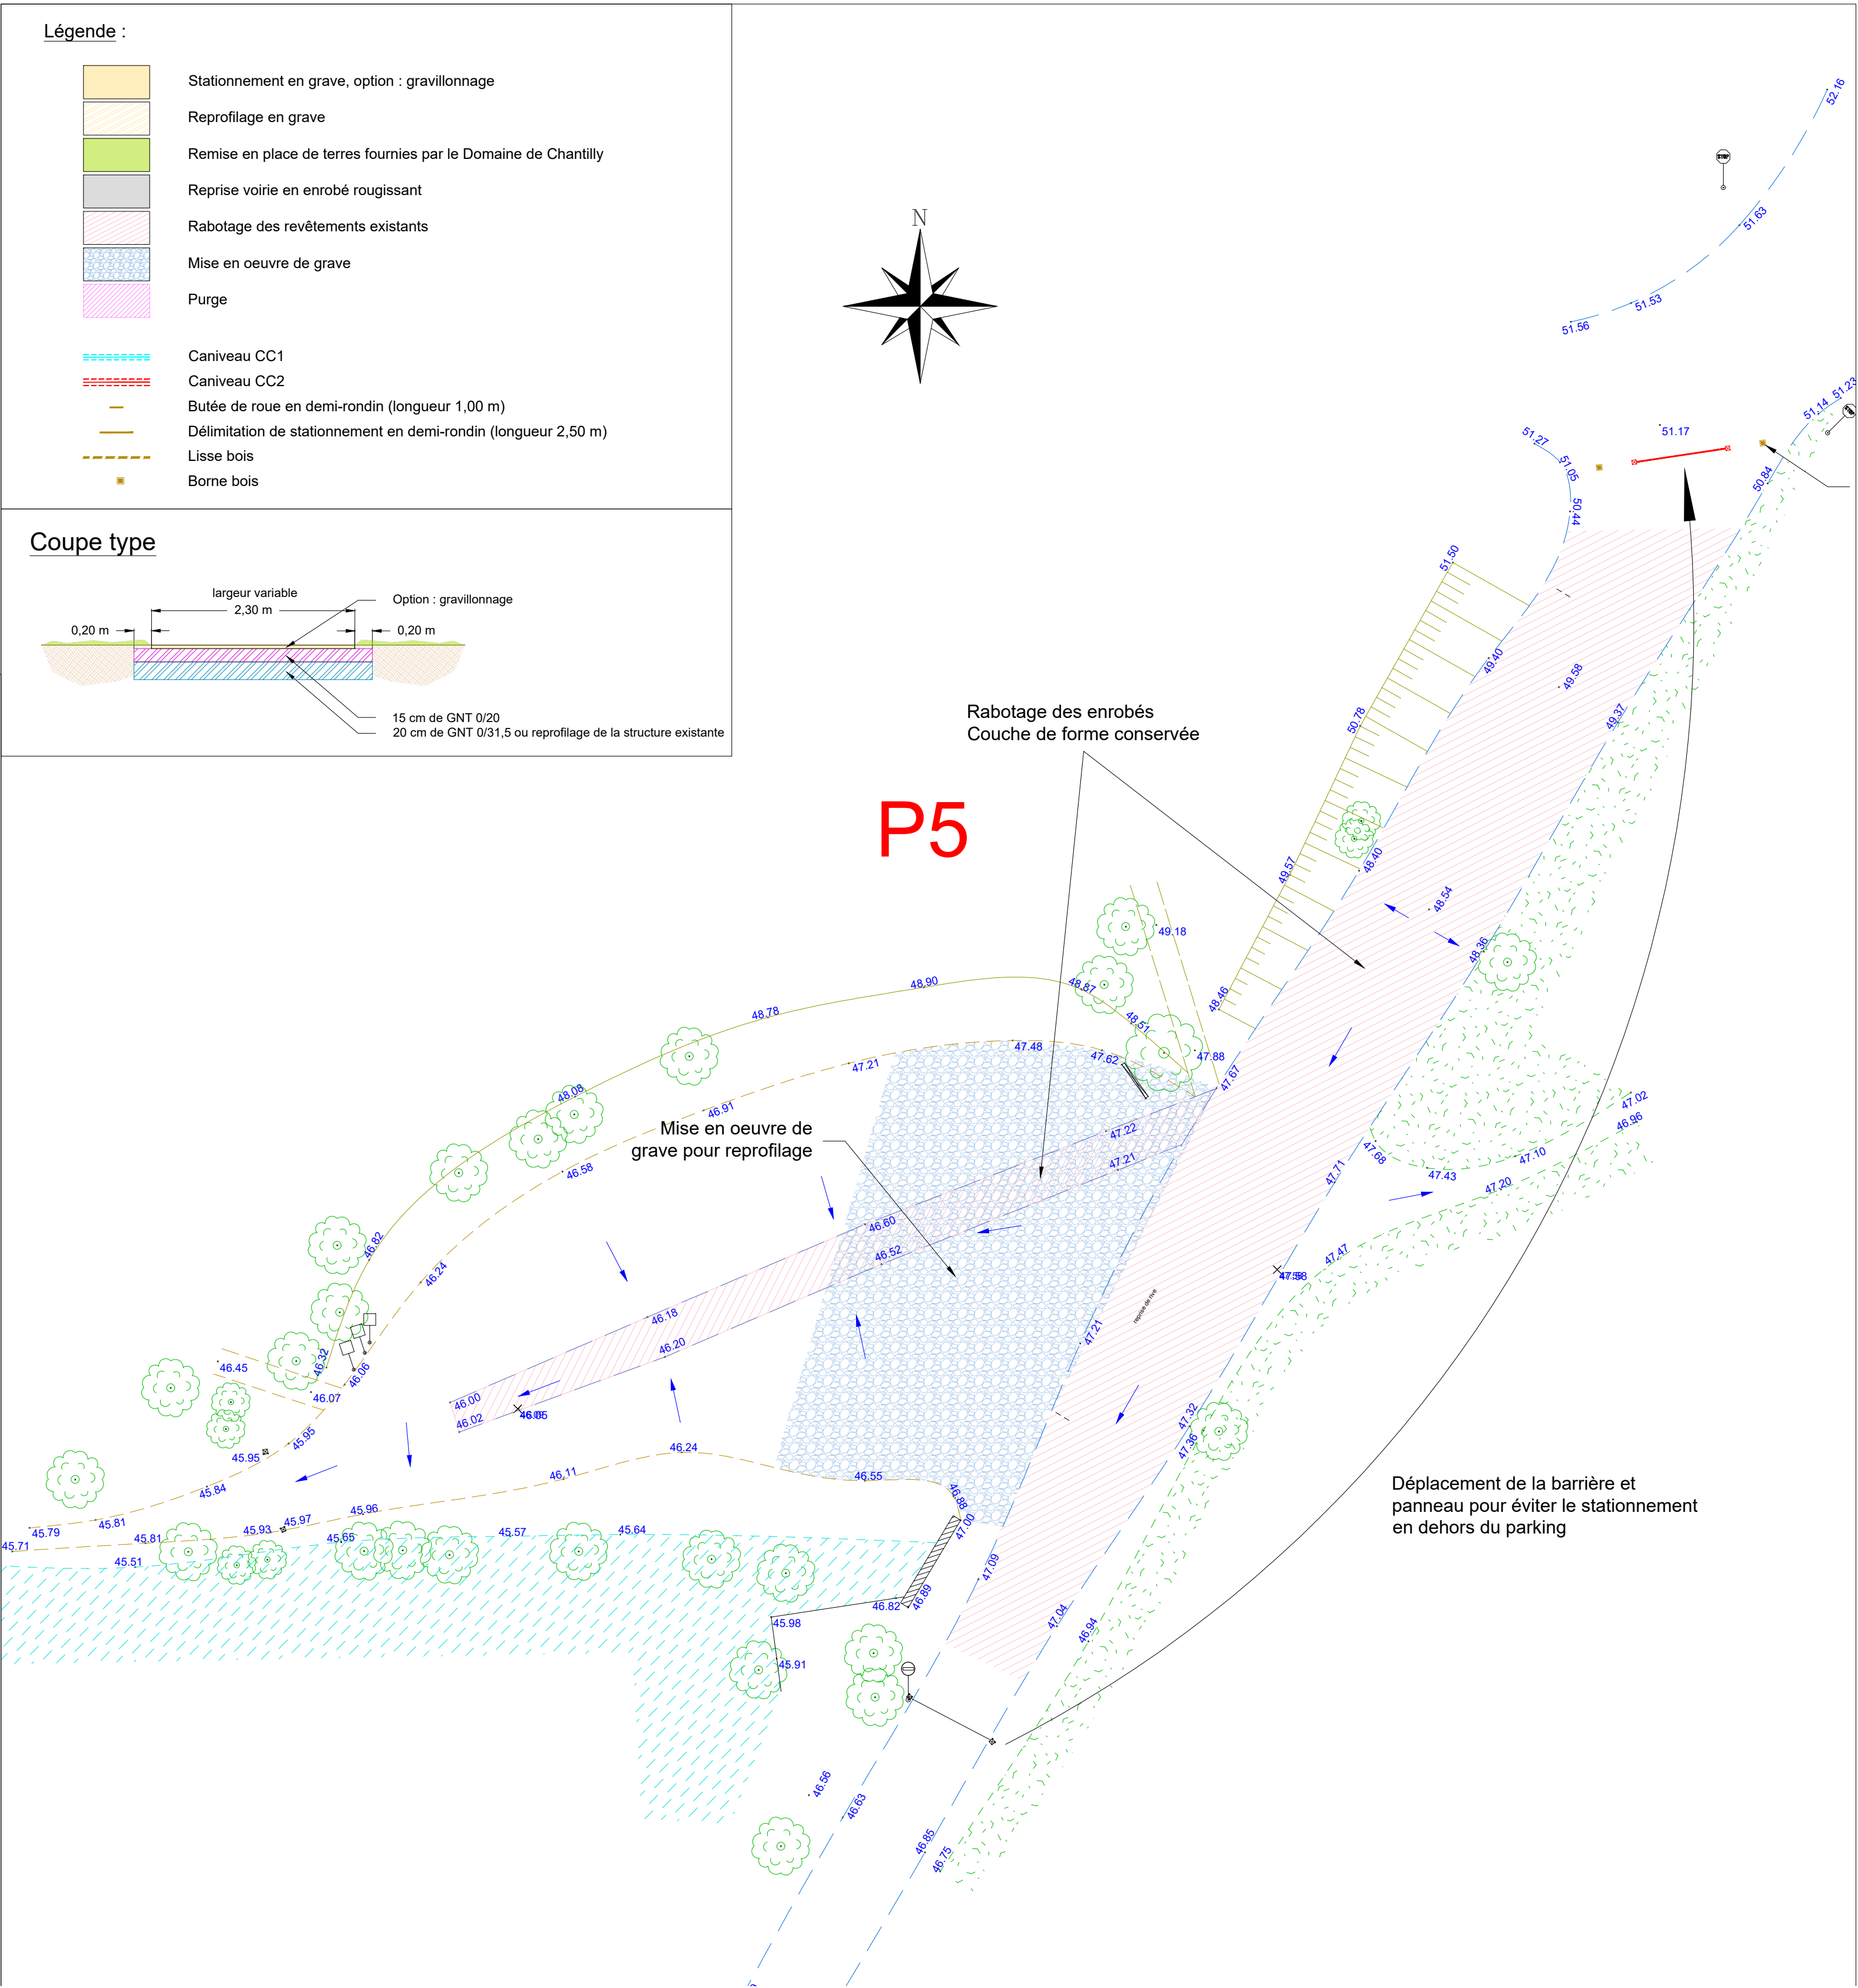 Légende :
Stationnement en grave, option : gravillonnage
Reprofilage en grave
Remise en place de terres fournies par le Domaine de Chantilly
Reprise voirie en enrobé rougissant
Rabotage des revêtements existants
Mise en oeuvre de grave
Purge
Caniveau CC1
Caniveau CC2
Butée de roue en demi-rondin (longueur 1,00 m)
Délimitation de stationnement en demi-rondin (longueur 2,50 m)
Lisse bois
Borne bois
Coupe type
largeur variable
2,30 m
Option : gravillonnage
0,20 m
0,20 m
15 cm de GNT 0/20
20 cm de GNT 0/31,5 ou reprofilage de la structure existante
N
52.16
STOP
51.63
51.53
51.56
51.23
51.14
51.17
51.27
51.05
50.84
50.44
51.50
49.40
49.58
49.37
50.78
Rabotage des enrobés
Couche de forme conservée
P5
49.57
48.40
48.54
48.36
49.18
48.90
48.87
48.46
48.78
48.51
47.48
47.62
47.88
47.21
47.67
48.08
46.91
47.02
46.96
Mise en oeuvre de
grave pour reprofilage
47.22
47.21
46.58
47.68
47.43
47.10
47.20
47.71
46.60
46.52
46.82
46.24
47.47
47.58
reprise de rive
46.18
46.20
47.21
46.45
46.32
46.06
46.07
46.00
46.02
46.05
47.32
47.36
45.95
45.95
46.24
46.11
46.55
46.88
45.84
Déplacement de la barrière et
panneau pour éviter le stationnement
en dehors du parking
45.79
45.81
45.81
45.93
45.97
45.96
45.71
45.51
45.65
45.57
45.64
47.00
47.09
46.82
46.89
45.98
47.04
46.94
45.91
46.56
46.63
46.85
46.75